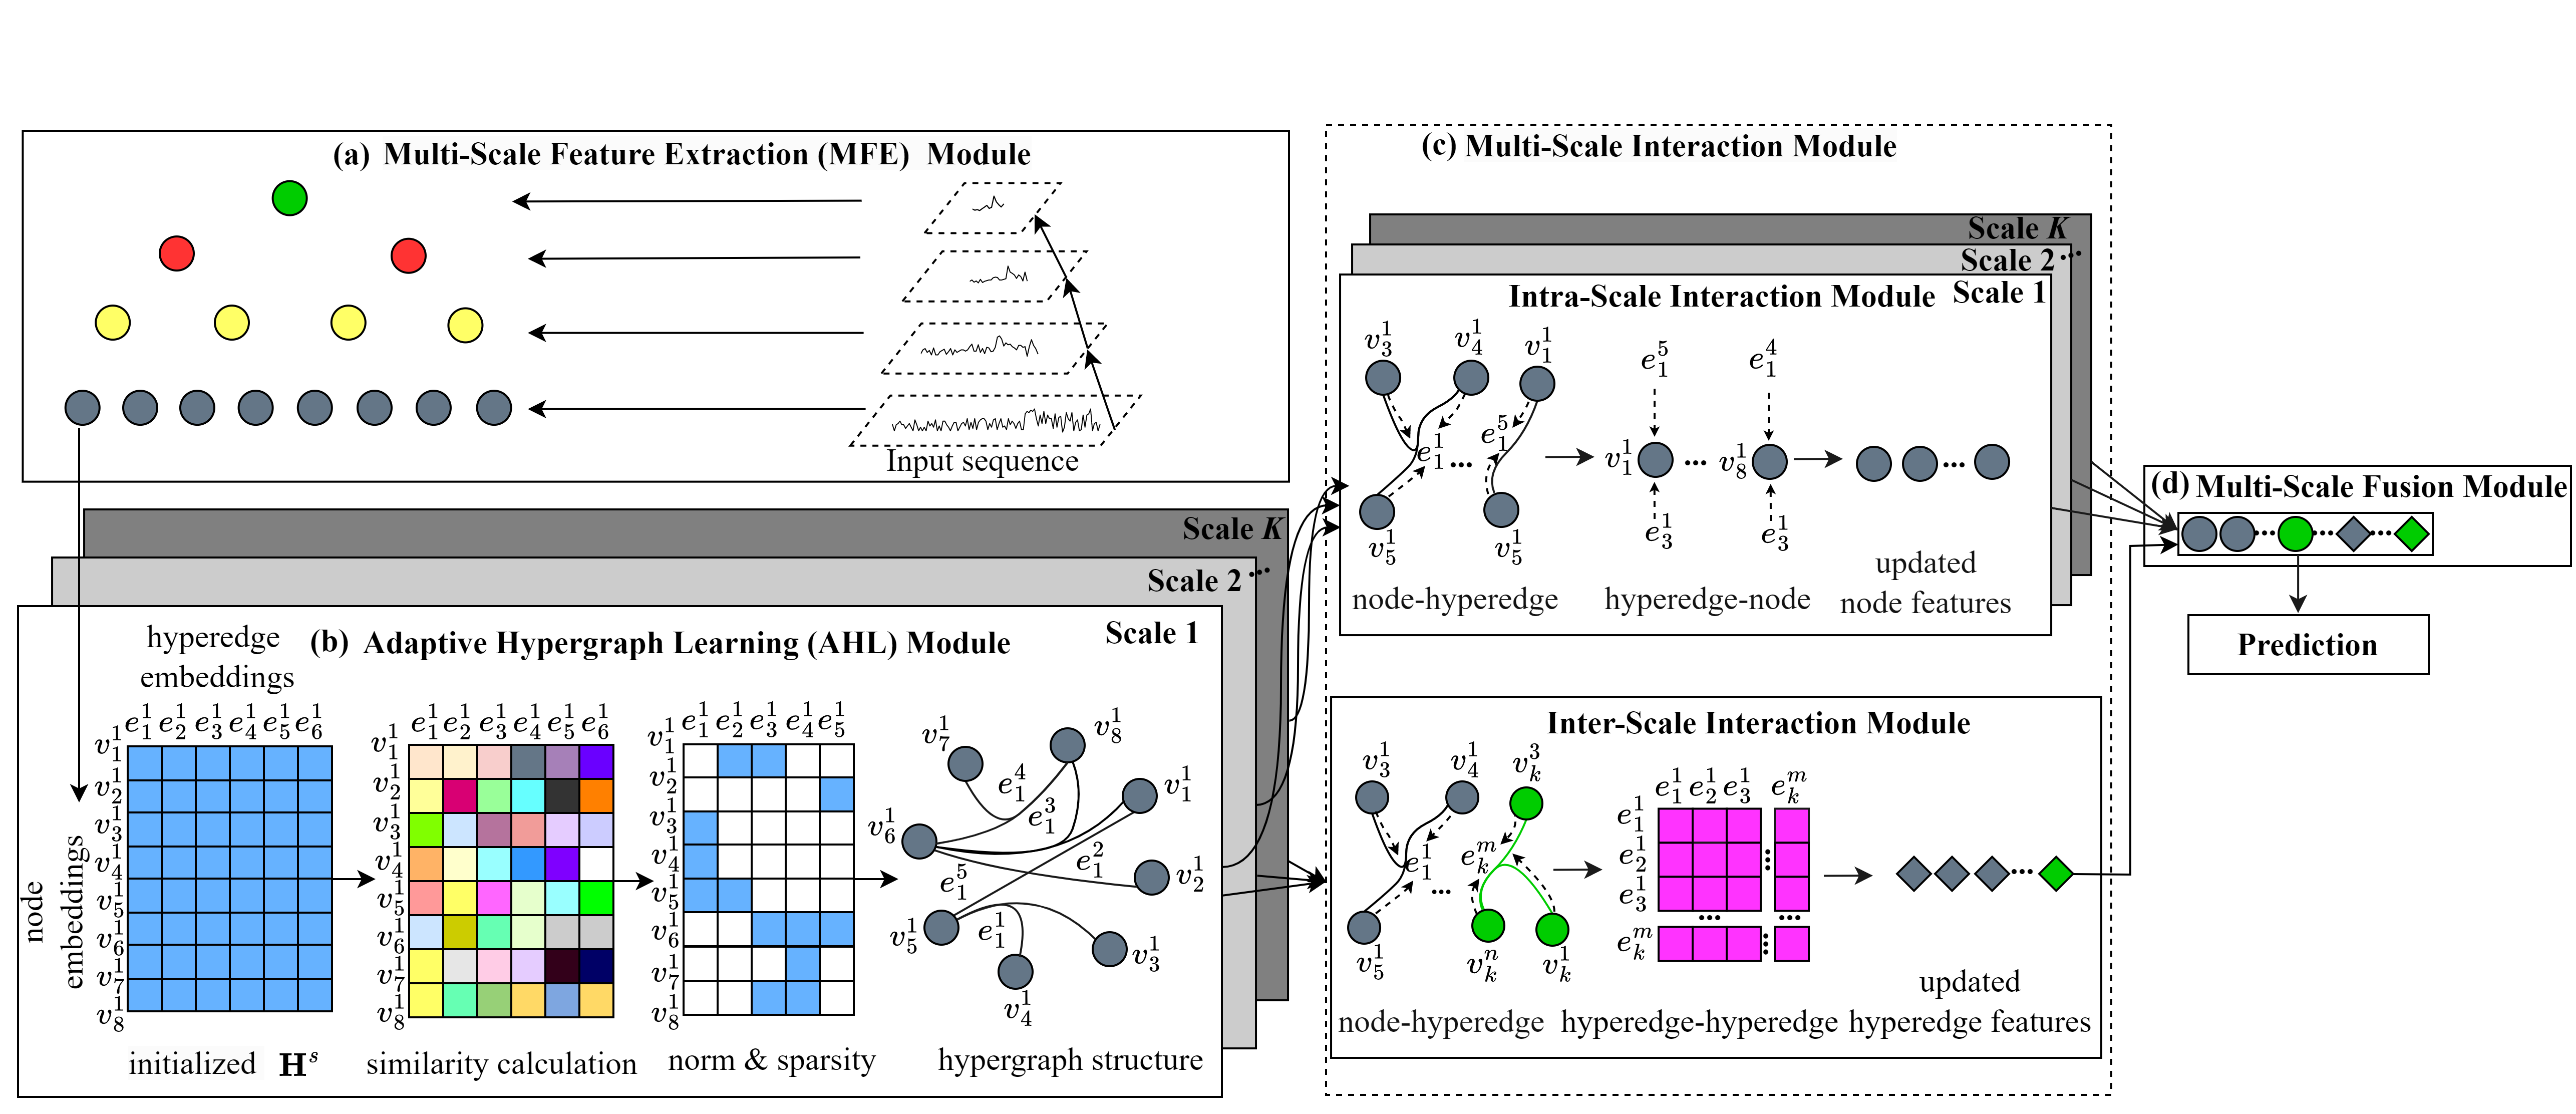 (a) Multi-Scale Feature Extraction (MFE) Module
Input sequence
Scale K
Scale 2 ...
Scale 1
(b) Adaptive Hypergraph Learning (AHL) Module
hyperedge
embeddings
node
embeddings
e_1^1 e_2^1 e_3^1 e_4^1 e_5^1 e_6^1
v_1^1
v_2^1
v_3^1
v_4^1
v_5^1
v_6^1
v_7^1
v_8^1
initialized H^s
e_1^1 e_2^1 e_3^1 e_4^1 e_5^1 e_6^1
v_1^1
v_2^1
v_3^1
v_4^1
v_5^1
v_6^1
v_7^1
v_8^1
similarity calculation
e_1^1 e_2^1 e_3^1 e_4^1 e_5^1
v_1^1
v_2^1
v_3^1
v_4^1
v_5^1
v_6^1
v_7^1
v_8^1
norm & sparsity
v_7^1
v_8^1
e_1^4
v_1^1
e_1^3
v_6^1
e_1^2
v_2^1
e_1^5
v_5^1
e_1^1
v_3^1
v_4^1
hypergraph structure
(c) Multi-Scale Interaction Module
Scale K
Scale 2 ...
Scale 1
Intra-Scale Interaction Module
v_3^1 v_4^1 v_1^1
e_1^1 ... e_1^5
v_5^1 v_5^1
node-hyperedge
e_1^5 e_1^4
v_1^1 ... v_8^1
e_3^1 e_3^1
hyperedge-node
...
updated
node features
Inter-Scale Interaction Module
v_3^1 v_4^1 v_k^3
e_1^1 ... e_k^m
v_5^1 v_k^n v_k^1
node-hyperedge
e_1^1 e_2^1 e_3^1 e_k^m
e_1^1
e_2^1
e_3^1
... ...
e_k^m
hyperedge-hyperedge
...
updated
hyperedge features
(d) Multi-Scale Fusion Module
... ... ...
Prediction